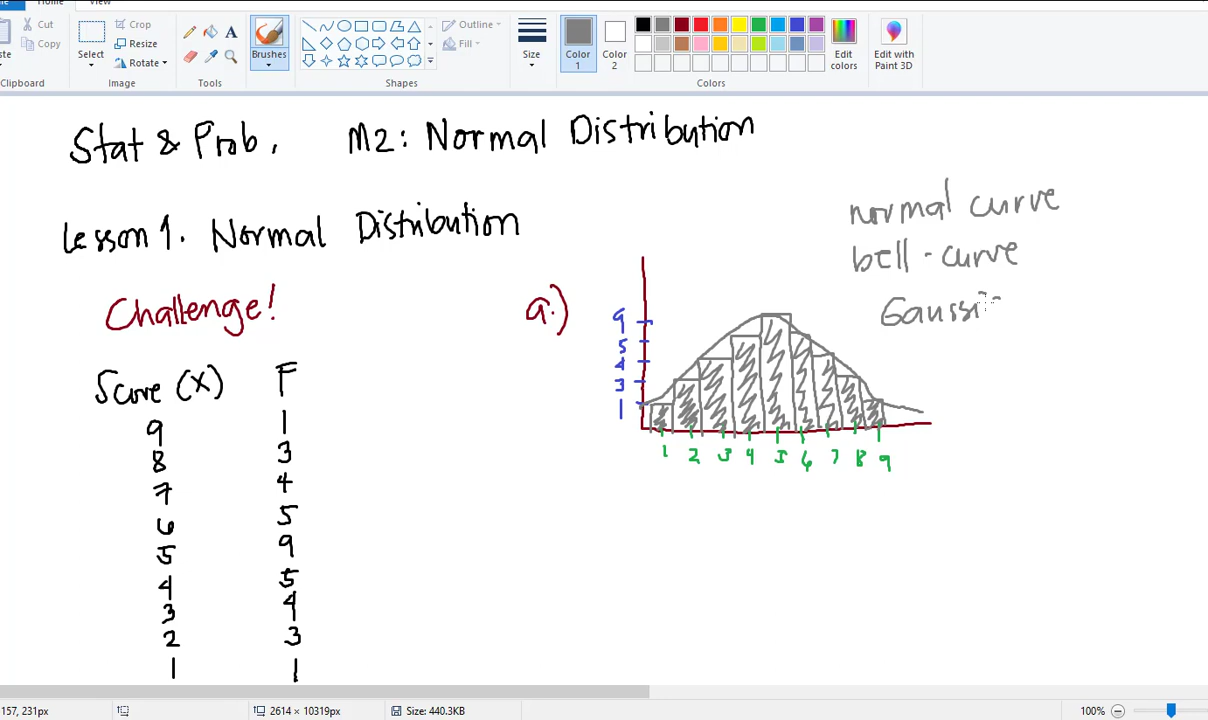 Home View
Cut
Copy
Clipboard
Select
Crop
Resize
Rotate
Image
A
Tools
Brushes
Shapes
Outline
Fill
Size
Color 1
Color 2
Colors
Edit colors
Edit with Paint 3D
Stat & Prob. M2: Normal Distribution
Lesson 1. Normal Distribution
normal curve
bell-curve
Gaussi
Challenge!
a.)
9
5
4
3
1
1 2 3 4 5 6 7 8 9
Score (X) F
9 1
8 3
7 4
6 5
5 9
4 5
3 4
2 3
1 1
157, 231px
2614 × 10319px
Size: 440.3KB
100%